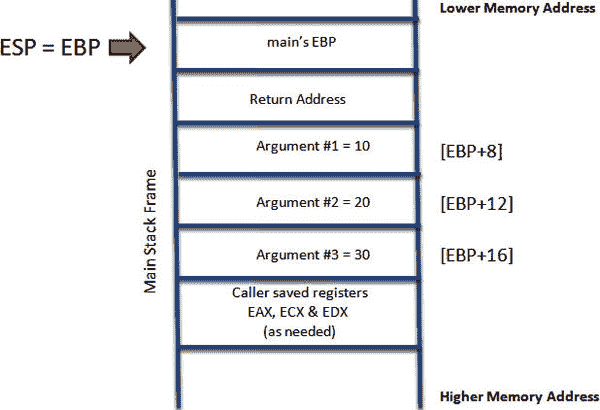 Lower Memory Address
ESP = EBP
main's EBP
Return Address
Argument #1 = 10
[EBP+8]
Argument #2 = 20
[EBP+12]
Argument #3 = 30
[EBP+16]
Main Stack Frame
Caller saved registers
EAX, ECX & EDX
(as needed)
Higher Memory Address